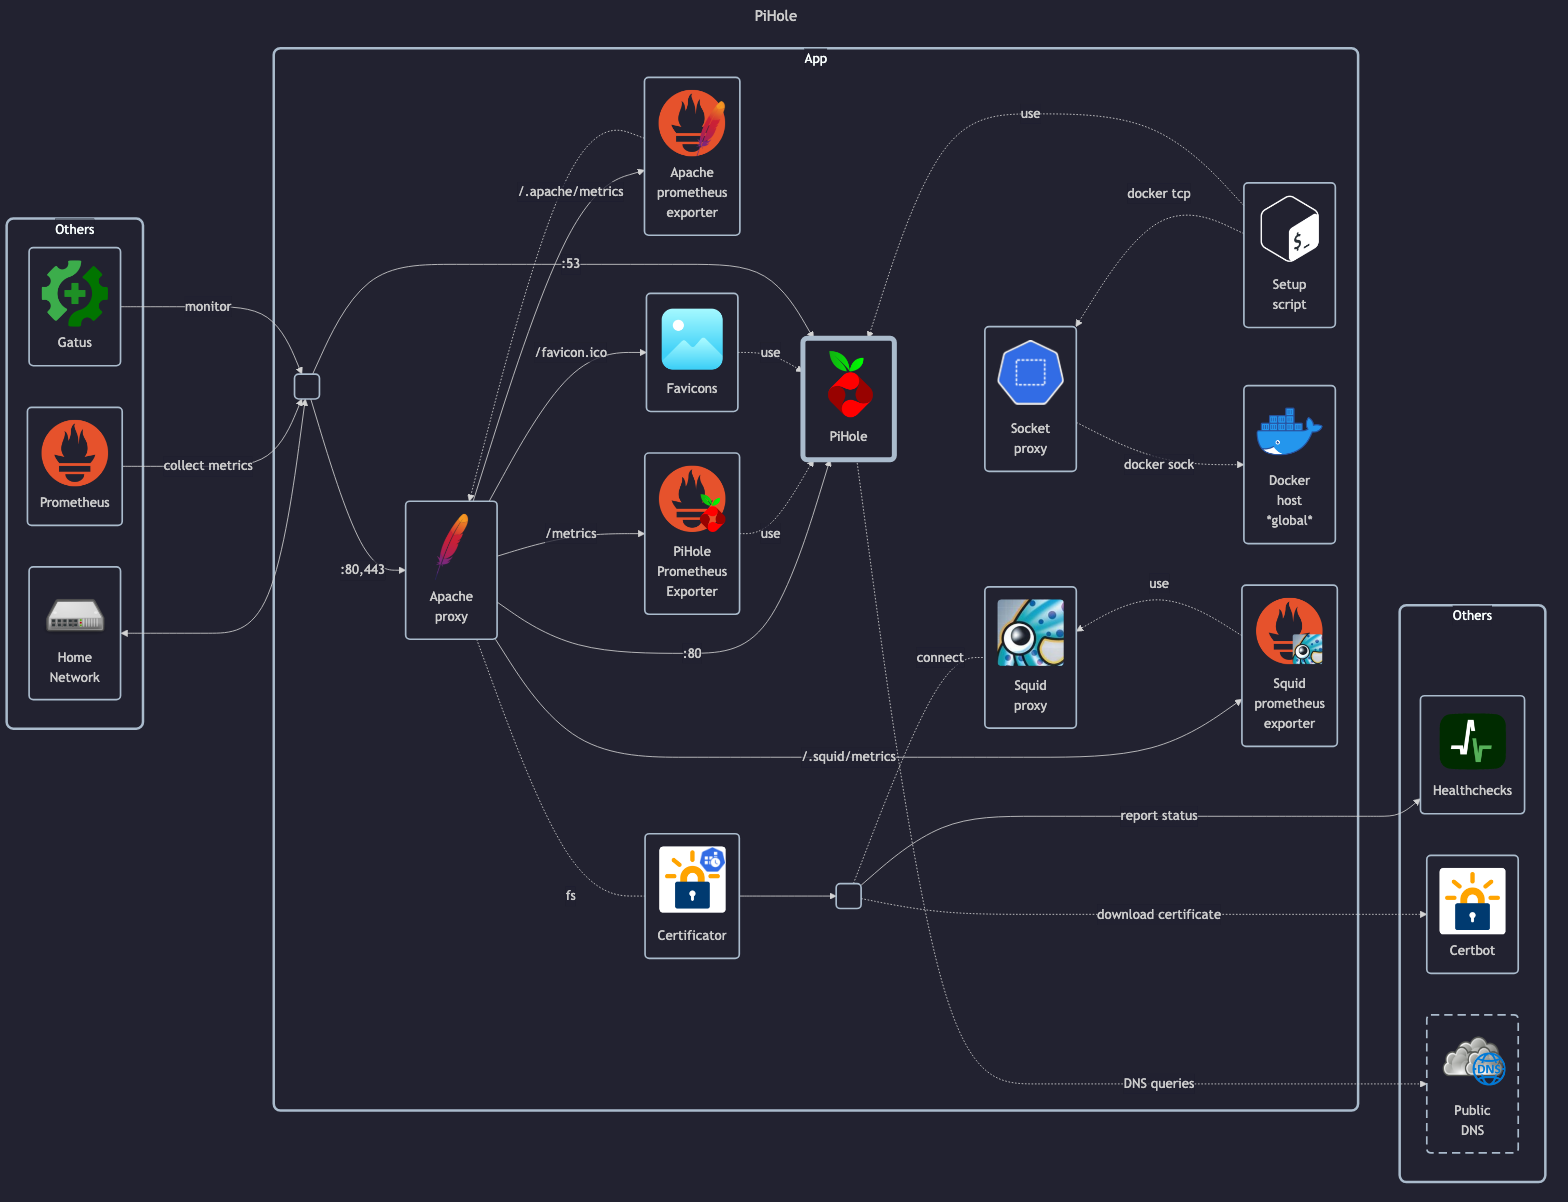 PiHole
App
Others
Gatus
Prometheus
Home
Network
monitor
collect metrics
:80,443
Apache
proxy
/.apache/metrics
:53
/favicon.ico
/metrics
:80
/.squid/metrics
fs
Apache
prometheus
exporter
Favicons
use
PiHole
Prometheus
Exporter
use
Certificator
PiHole
use
docker tcp
$_
Setup
script
Socket
proxy
docker sock
Docker
host
*global*
use
connect
Squid
proxy
Squid
prometheus
exporter
report status
download certificate
DNS queries
Others
Healthchecks
Certbot
DNS
Public
DNS